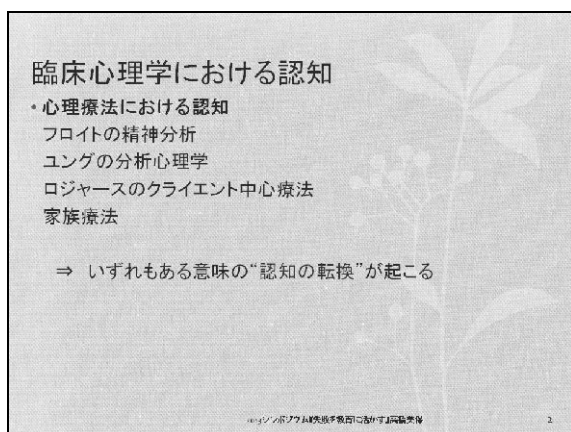 臨床心理学における認知
・心理療法における認知
フロイトの精神分析
ユングの分析心理学
ロジャースのクライエント中心療法
家族療法
⇒ いずれもある意味の“認知の転換”が起こる
2